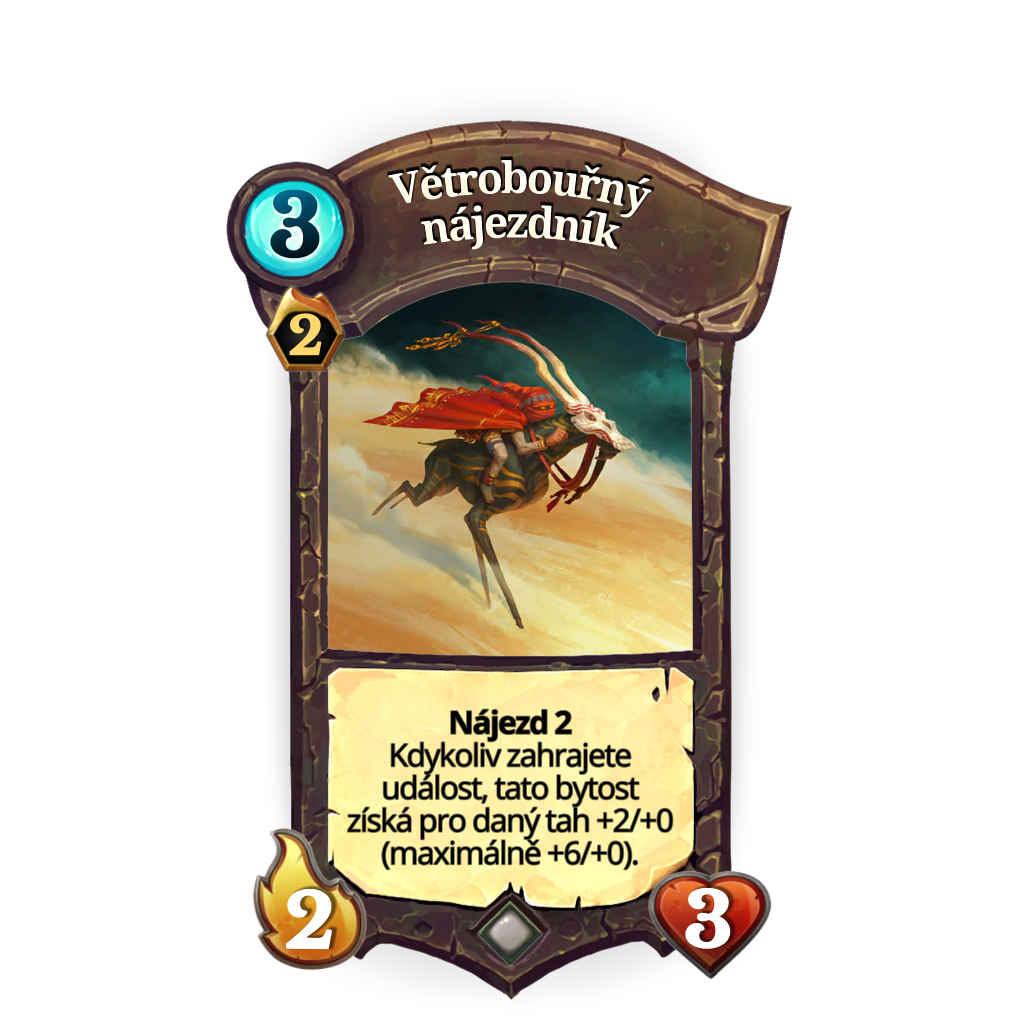 Větrobouřný
nájezdník
3
2
Nájezd 2
Kdykoliv zahrajete
událost, tato bytost
získá pro daný tah +2/+0
(maximálně +6/+0).
2
3